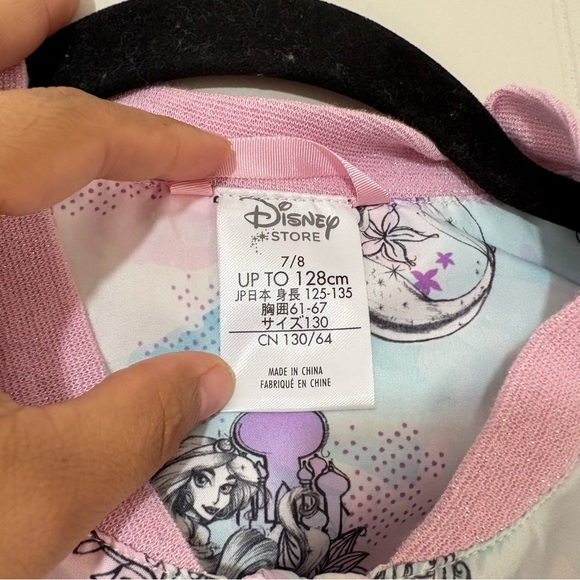 Disney
STORE
7/8
UP TO 128cm
JP日本 身長 125-135
胸囲61-67
サイズ130
CN 130/64
MADE IN CHINA
FABRIQUÉ EN CHINE